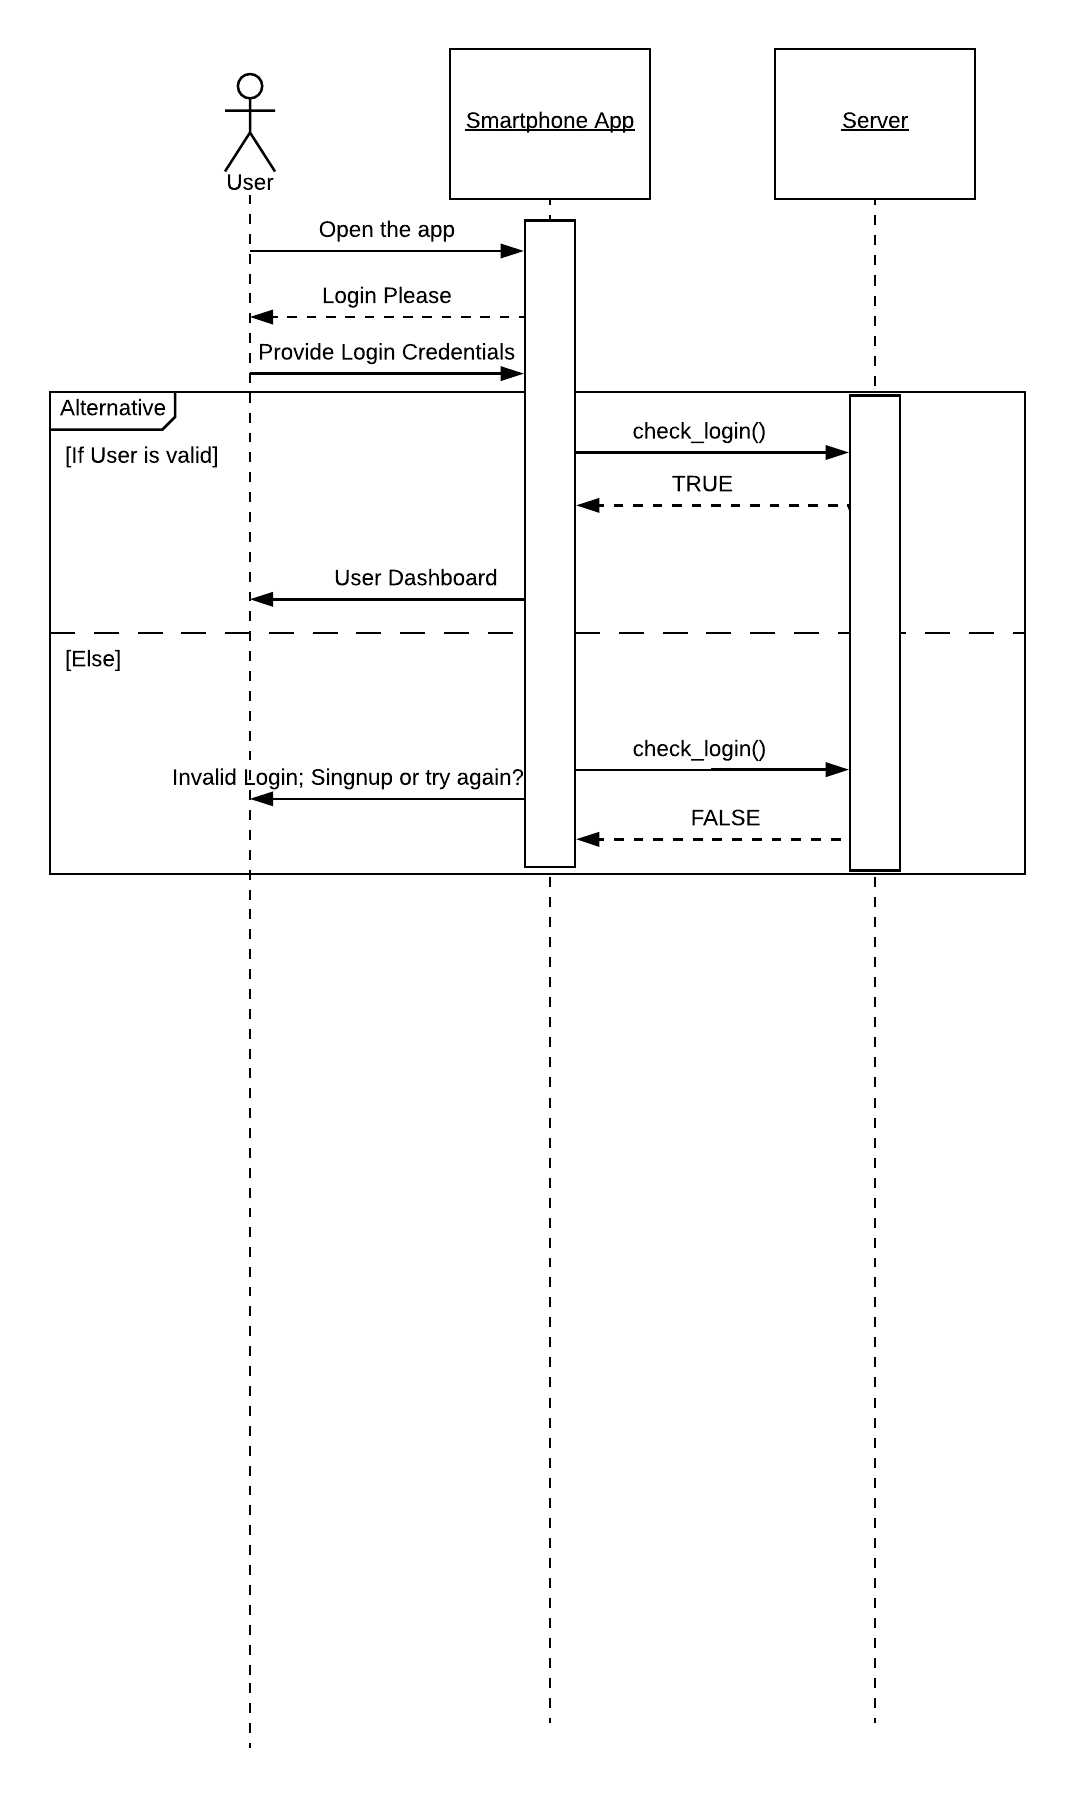 User
Smartphone App
Server
Open the app
Login Please
Provide Login Credentials
Alternative
[If User is valid]
check_login()
TRUE
User Dashboard
[Else]
check_login()
Invalid Login; Singnup or try again?
FALSE